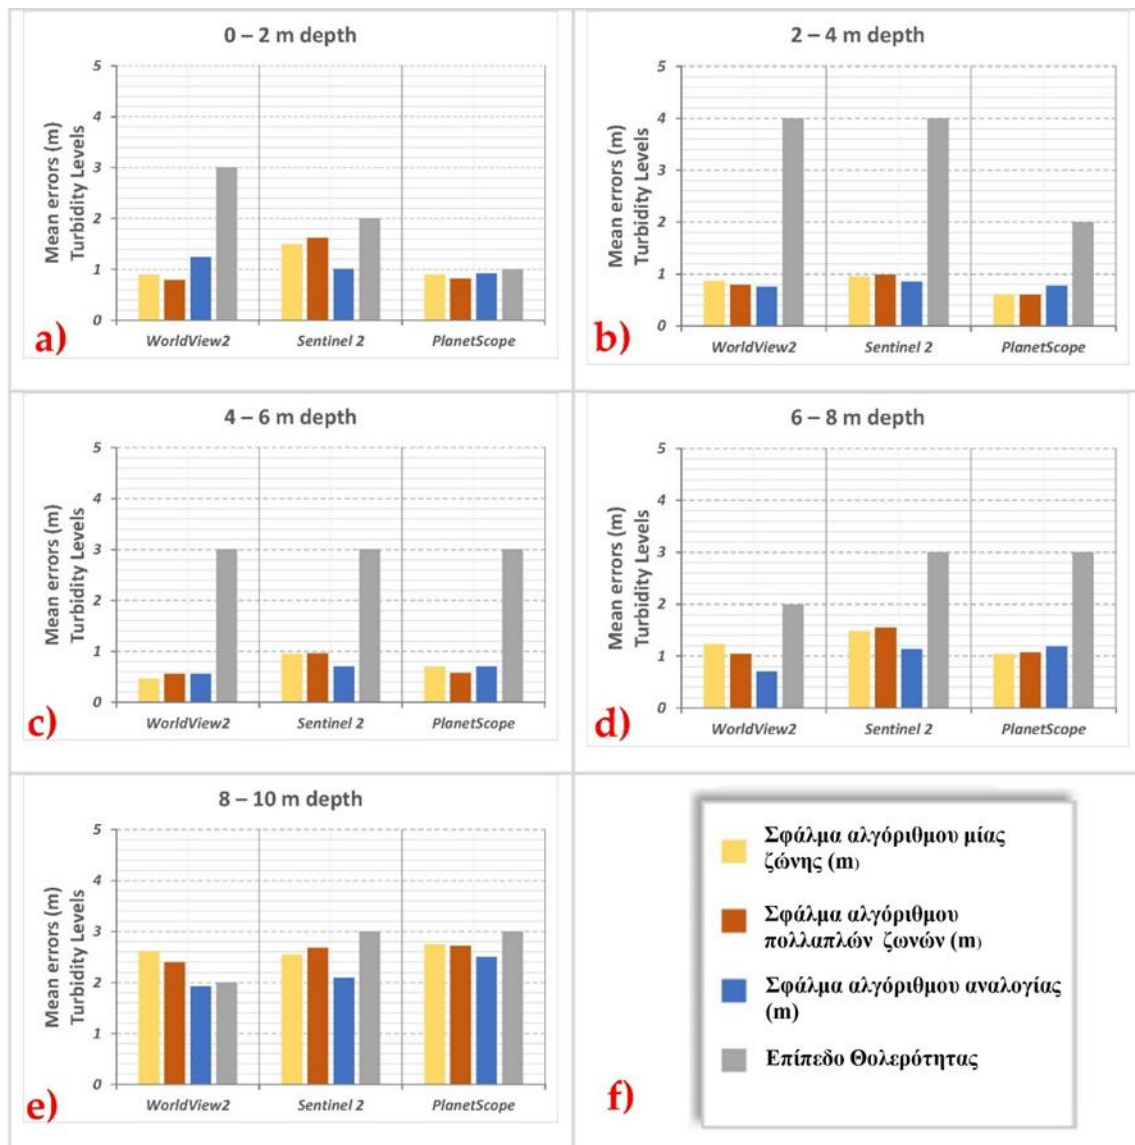 0 – 2 m depth
Mean errors (m)
Turbidity Levels
5
4
3
2
1
0
WorldView2 Sentinel 2 PlanetScope
a)
2 – 4 m depth
Mean errors (m)
Turbidity Levels
5
4
3
2
1
0
WorldView2 Sentinel 2 PlanetScope
b)
4 – 6 m depth
Mean errors (m)
Turbidity Levels
5
4
3
2
1
0
WorldView2 Sentinel 2 PlanetScope
c)
6 – 8 m depth
Mean errors (m)
Turbidity Levels
5
4
3
2
1
0
WorldView2 Sentinel 2 PlanetScope
d)
8 – 10 m depth
Mean errors (m)
Turbidity Levels
5
4
3
2
1
0
WorldView2 Sentinel 2 PlanetScope
e)
Σφάλμα αλγόριθμου μίας
ζώνης (m)
Σφάλμα αλγόριθμου
πολλαπλών ζωνών (m)
Σφάλμα αλγόριθμου αναλογίας
(m)
Επίπεδο Θολερότητας
f)